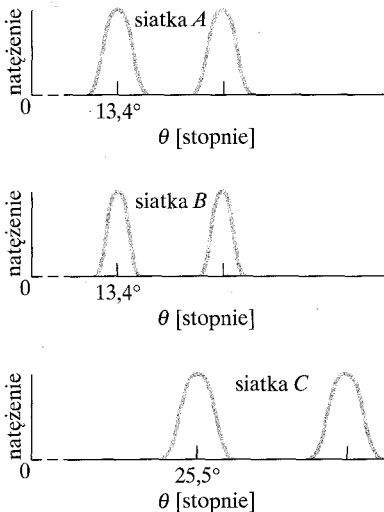 natężenie
siatka A
0
13,4°
θ [stopnie]
natężenie
siatka B
0
13,4°
θ [stopnie]
natężenie
siatka C
0
25,5°
θ [stopnie]